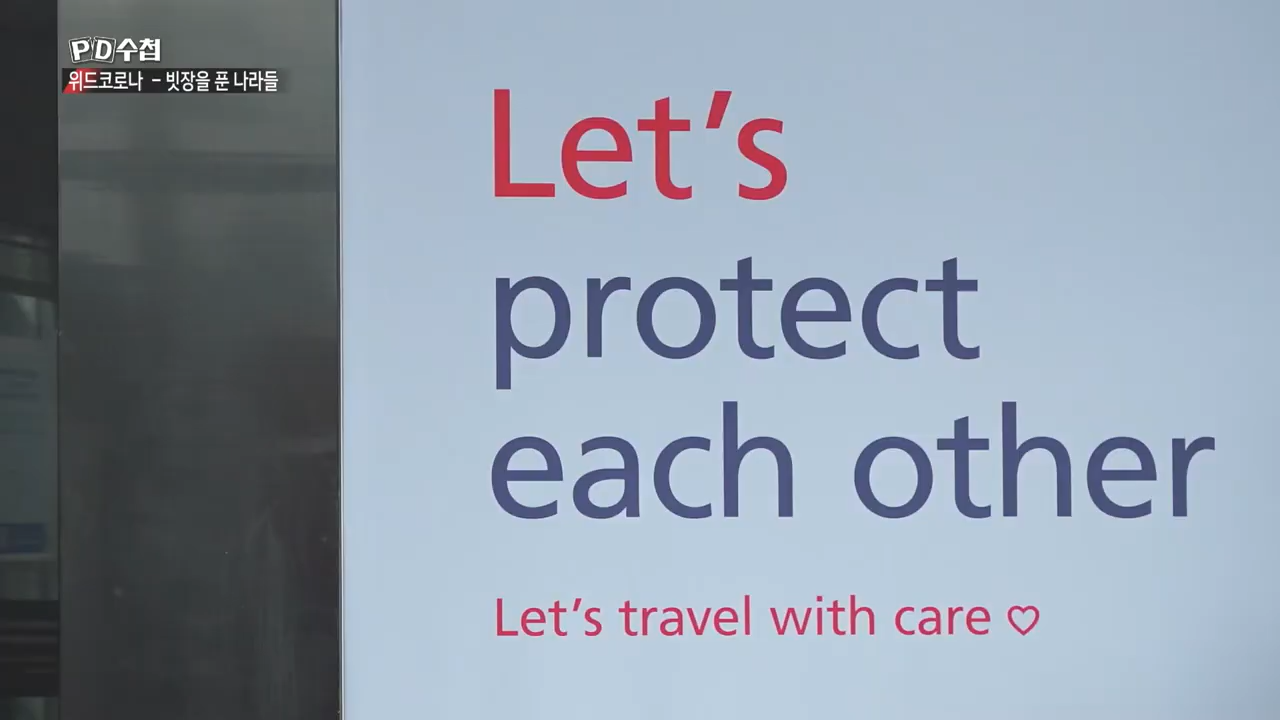 PD수첩
위드코로나 - 빗장을 푼 나라들
Let's
protect
each other
Let's travel with care ♡